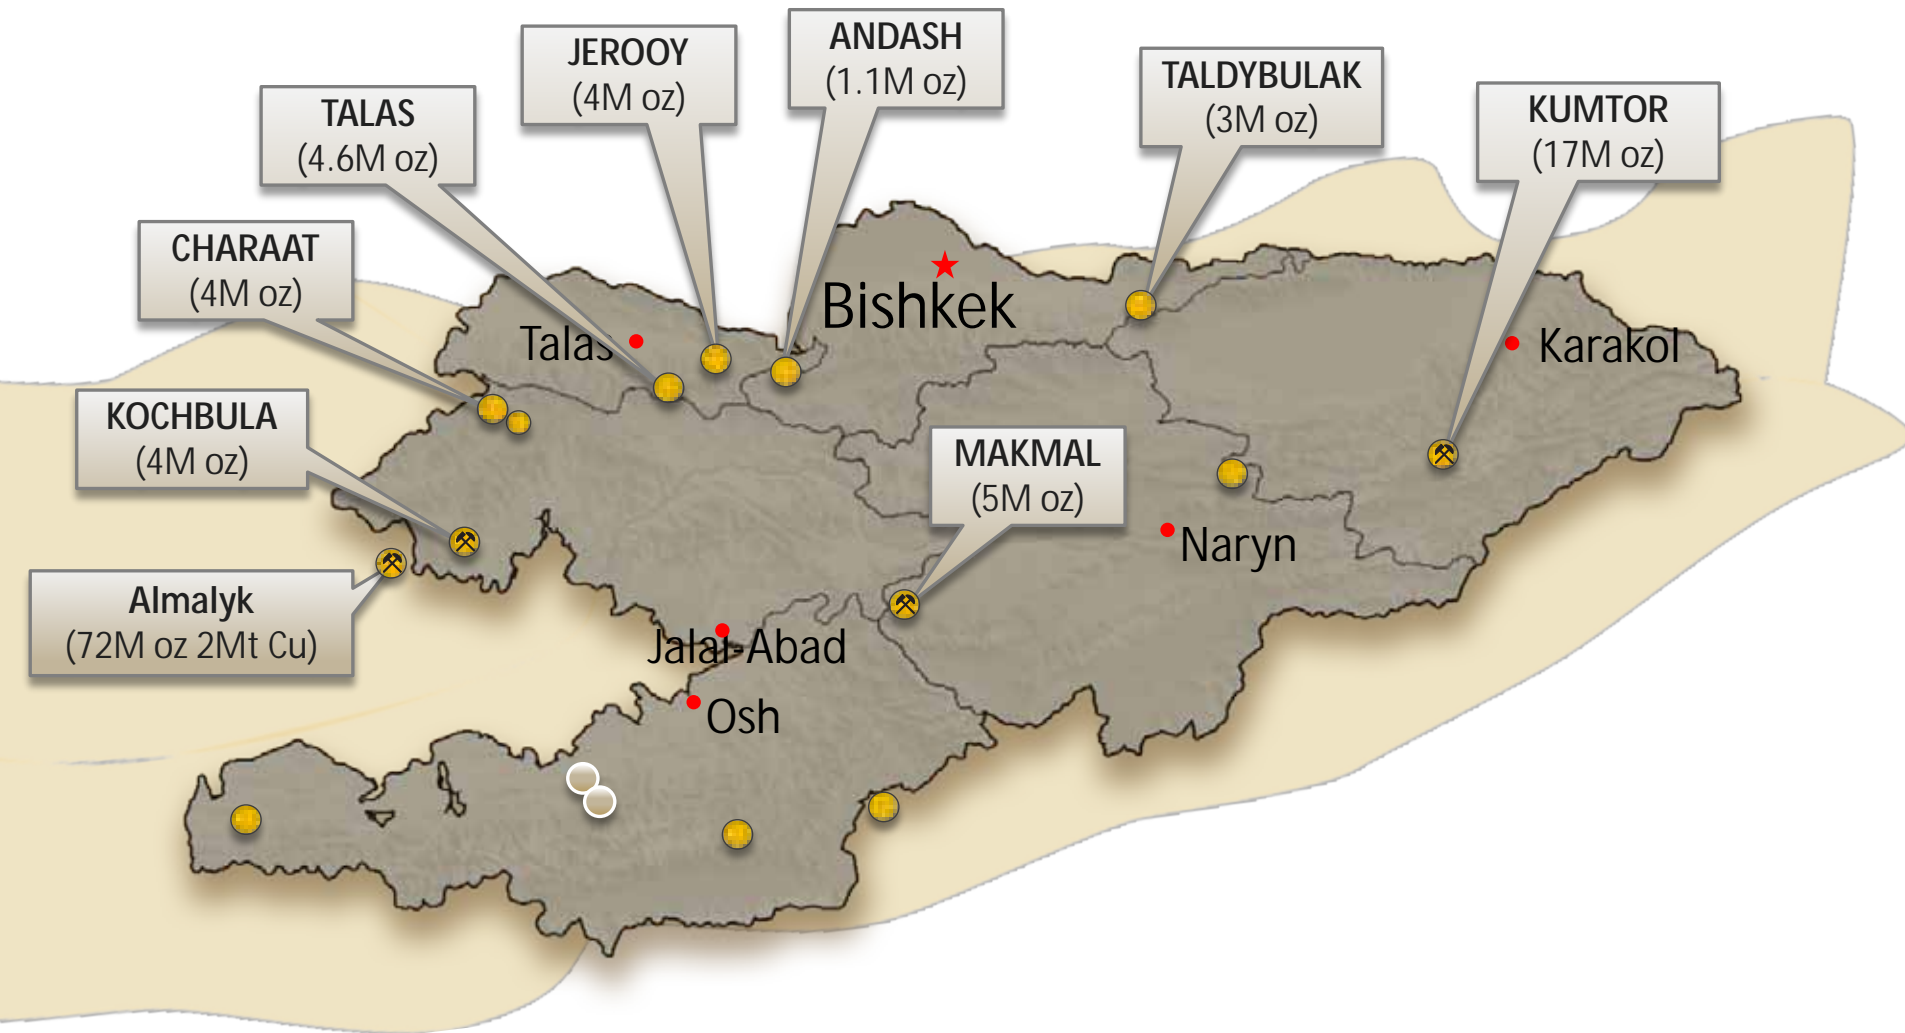 ANDASH
(1.1M oz)
JEROOY
(4M oz)
TALDYBULAK
(3M oz)
KUMTOR
(17M oz)
TALAS
(4.6M oz)
CHARAAT
(4M oz)
Bishkek
Talas
Karakol
KOCHBULA
(4M oz)
MAKMAL
(5M oz)
Naryn
Almalyk
(72M oz 2Mt Cu)
Jalal-Abad
Osh